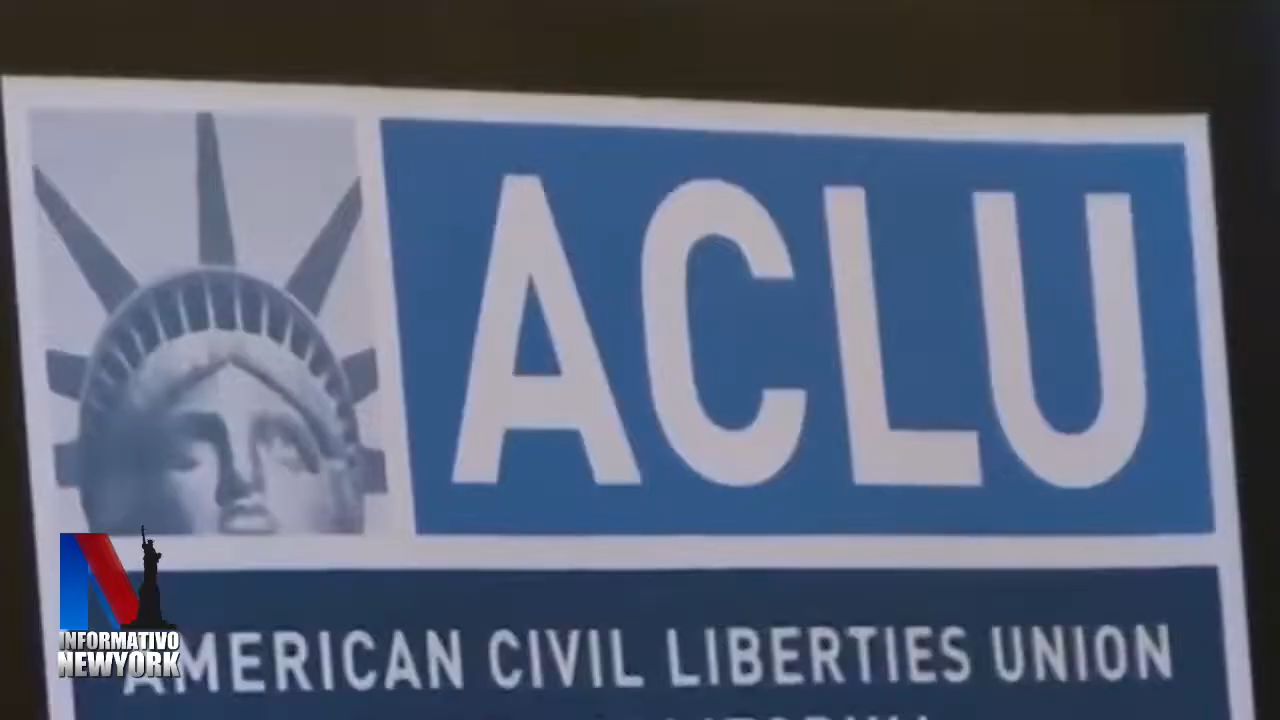 ACLU
AMERICAN CIVIL LIBERTIES UNION
INFORMATIVO
NEWYORK